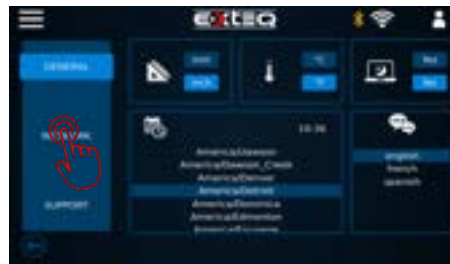 EXTEQ
GENERAL
mm
inch
°C
°F
10:36
America/Dawson
America/Dawson_Creek
America/Denver
America/Detroit
America/Dominica
America/Edmonton
english
french
spanish
SUPPORT